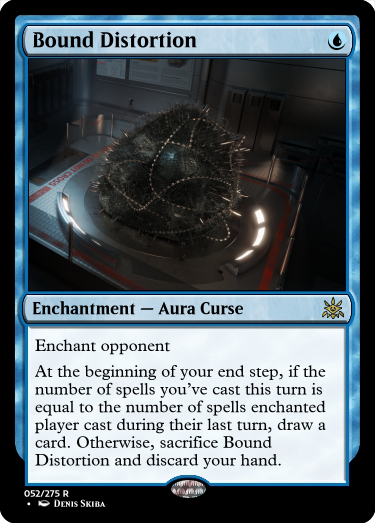 Bound Distortion
Enchantment — Aura Curse
Enchant opponent
At the beginning of your end step, if the
number of spells you've cast this turn is
equal to the number of spells enchanted
player cast during their last turn, draw a
card. Otherwise, sacrifice Bound
Distortion and discard your hand.
052/275 R
• Denis Skiba